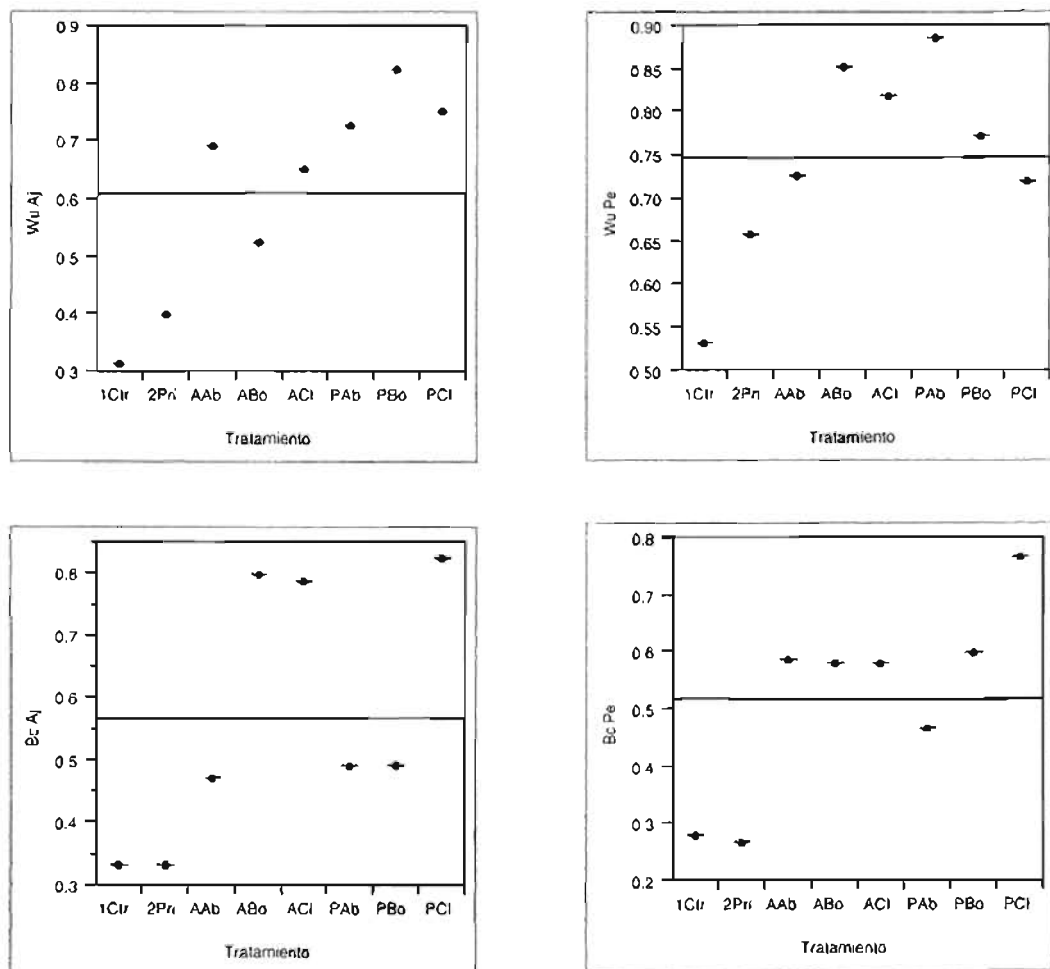 0.9
0.8
0.7
0.6
0.5
0.4
0.3
Wu Aj
1Ctr 2Pri AAb ABo ACl PAb PBo PCl
Tratamiento
0.90
0.85
0.80
0.75
0.70
0.65
0.60
0.55
0.50
Wu Pe
1Ctr 2Pri AAb ABo ACl PAb PBo PCl
Tratamiento
0.8
0.7
0.6
0.5
0.4
0.3
Bc Aj
1Ctr 2Pri AAb ABo ACl PAb PBo PCl
Tratamiento
0.8
0.7
0.6
0.5
0.4
0.3
0.2
Bc Pe
1Ctr 2Pri AAb ABo ACl PAb PBo PCl
Tratamiento